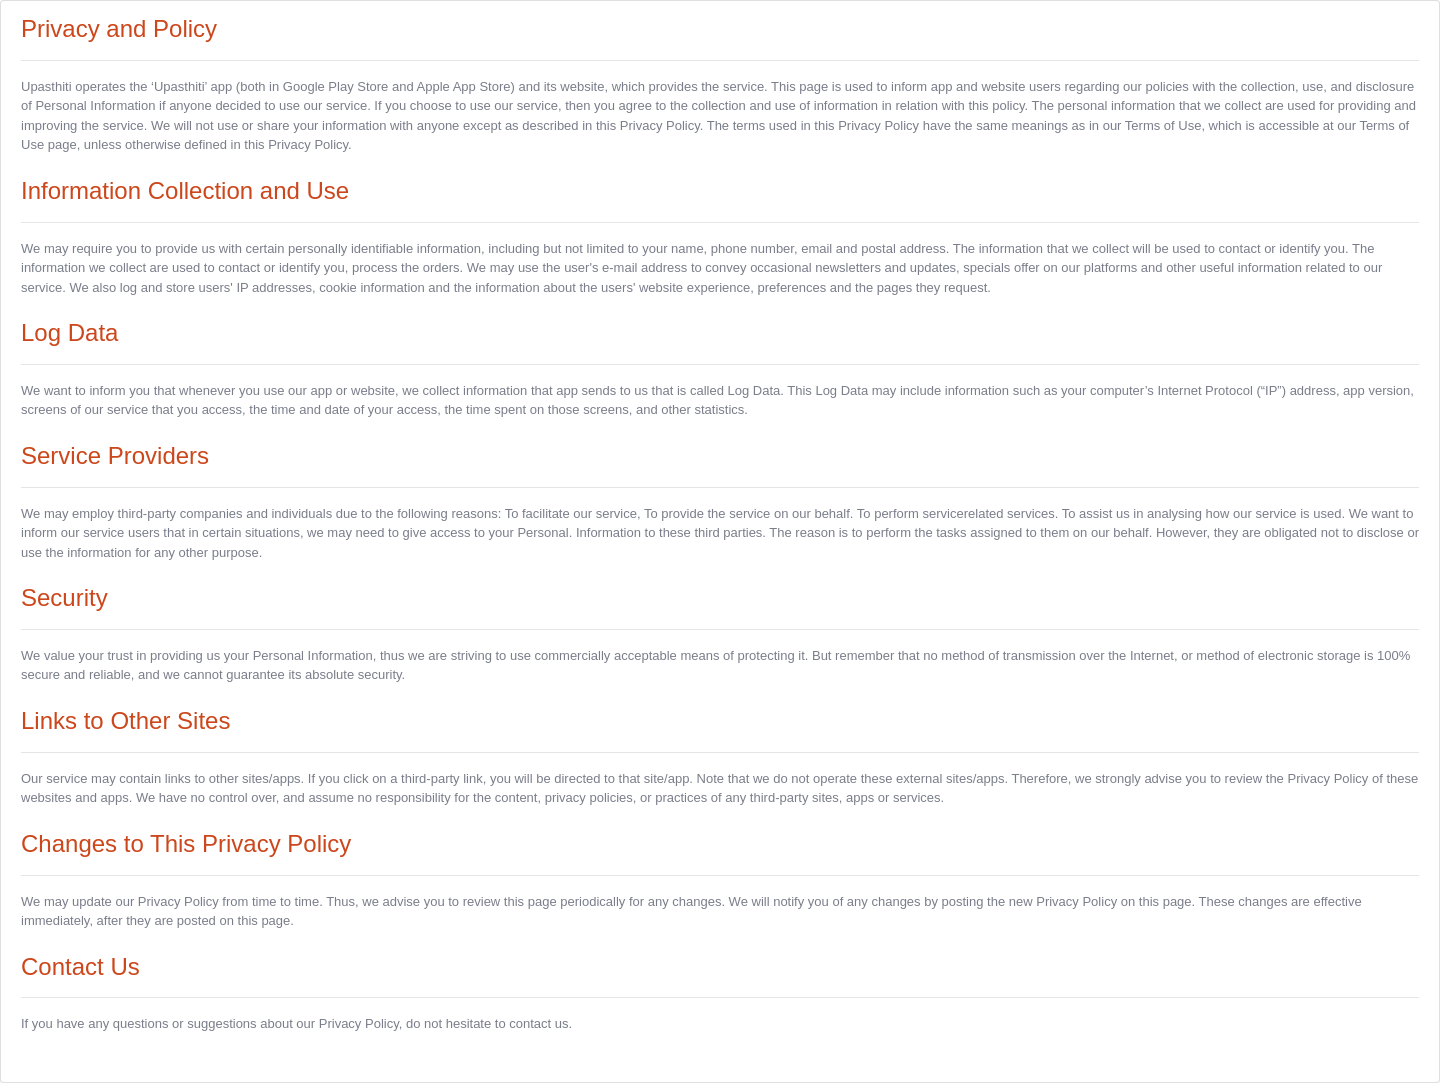 Privacy and Policy
Upasthiti operates the ‘Upasthiti’ app (both in Google Play Store and Apple App Store) and its website, which provides the service. This page is used to inform app and website users regarding our policies with the collection, use, and disclosure
of Personal Information if anyone decided to use our service. If you choose to use our service, then you agree to the collection and use of information in relation with this policy. The personal information that we collect are used for providing and
improving the service. We will not use or share your information with anyone except as described in this Privacy Policy. The terms used in this Privacy Policy have the same meanings as in our Terms of Use, which is accessible at our Terms of
Use page, unless otherwise defined in this Privacy Policy.
Information Collection and Use
We may require you to provide us with certain personally identifiable information, including but not limited to your name, phone number, email and postal address. The information that we collect will be used to contact or identify you. The
information we collect are used to contact or identify you, process the orders. We may use the user's e-mail address to convey occasional newsletters and updates, specials offer on our platforms and other useful information related to our
service. We also log and store users' IP addresses, cookie information and the information about the users' website experience, preferences and the pages they request.
Log Data
We want to inform you that whenever you use our app or website, we collect information that app sends to us that is called Log Data. This Log Data may include information such as your computer’s Internet Protocol (“IP”) address, app version,
screens of our service that you access, the time and date of your access, the time spent on those screens, and other statistics.
Service Providers
We may employ third-party companies and individuals due to the following reasons: To facilitate our service, To provide the service on our behalf. To perform servicerelated services. To assist us in analysing how our service is used. We want to
inform our service users that in certain situations, we may need to give access to your Personal. Information to these third parties. The reason is to perform the tasks assigned to them on our behalf. However, they are obligated not to disclose or
use the information for any other purpose.
Security
We value your trust in providing us your Personal Information, thus we are striving to use commercially acceptable means of protecting it. But remember that no method of transmission over the Internet, or method of electronic storage is 100%
secure and reliable, and we cannot guarantee its absolute security.
Links to Other Sites
Our service may contain links to other sites/apps. If you click on a third-party link, you will be directed to that site/app. Note that we do not operate these external sites/apps. Therefore, we strongly advise you to review the Privacy Policy of these
websites and apps. We have no control over, and assume no responsibility for the content, privacy policies, or practices of any third-party sites, apps or services.
Changes to This Privacy Policy
We may update our Privacy Policy from time to time. Thus, we advise you to review this page periodically for any changes. We will notify you of any changes by posting the new Privacy Policy on this page. These changes are effective
immediately, after they are posted on this page.
Contact Us
If you have any questions or suggestions about our Privacy Policy, do not hesitate to contact us.